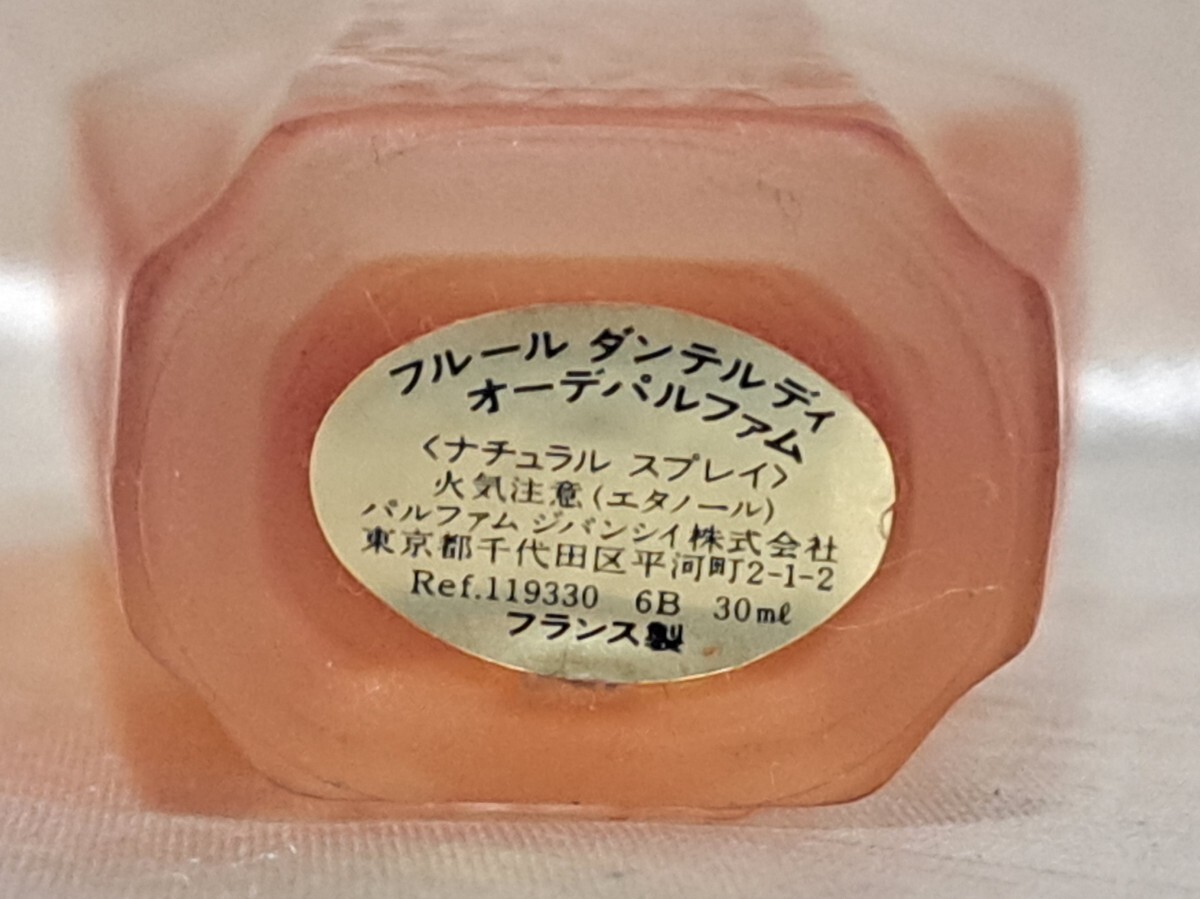 フルール ダンテルディ
オーデパルファム
<ナチュラル スプレイ>
火気注意(エタノール)
パルファム ジバンシイ株式会社
東京都千代田区平河町2-1-2
Ref.119330 6B 30㎖
フランス製